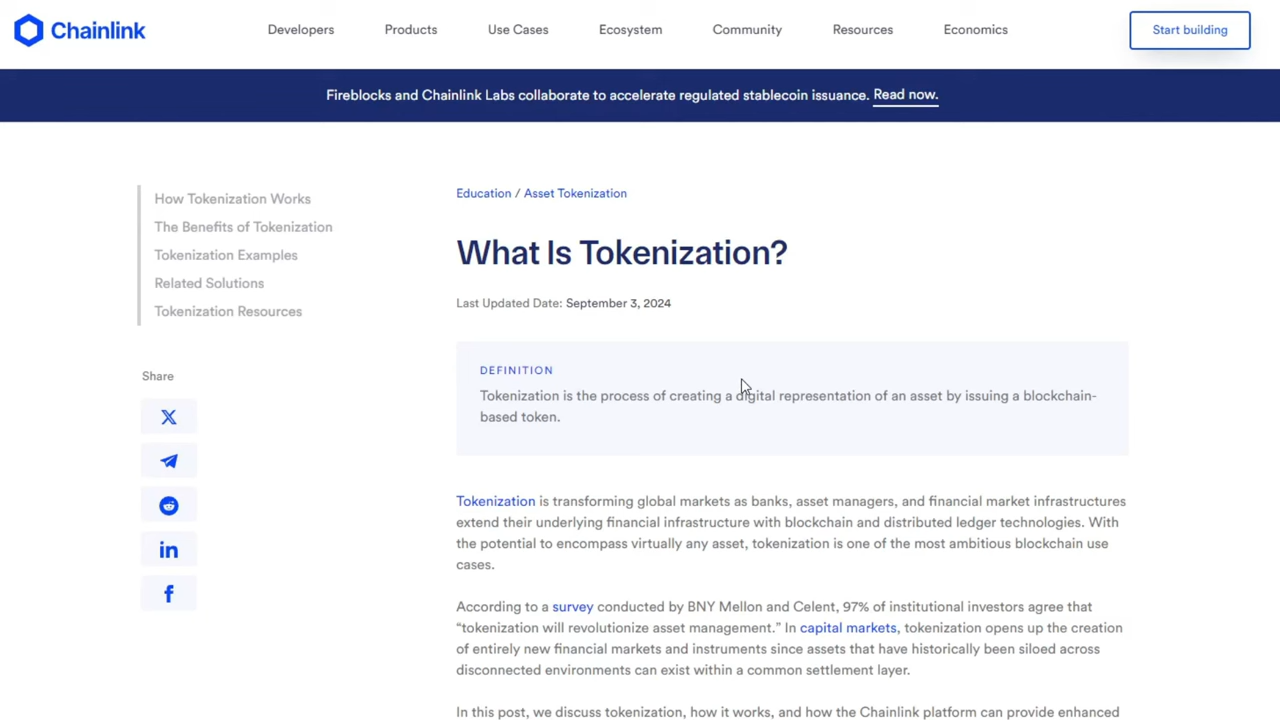 Chainlink
Developers
Products
Use Cases
Ecosystem
Community
Resources
Economics
Start building
Fireblocks and Chainlink Labs collaborate to accelerate regulated stablecoin issuance. Read now.
How Tokenization Works
The Benefits of Tokenization
Tokenization Examples
Related Solutions
Tokenization Resources
Share
Education / Asset Tokenization
What Is Tokenization?
Last Updated Date: September 3, 2024
DEFINITION
Tokenization is the process of creating a digital representation of an asset by issuing a blockchain-
based token.
Tokenization is transforming global markets as banks, asset managers, and financial market infrastructures
extend their underlying financial infrastructure with blockchain and distributed ledger technologies. With
the potential to encompass virtually any asset, tokenization is one of the most ambitious blockchain use
cases.
According to a survey conducted by BNY Mellon and Celent, 97% of institutional investors agree that
“tokenization will revolutionize asset management.” In capital markets, tokenization opens up the creation
of entirely new financial markets and instruments since assets that have historically been siloed across
disconnected environments can exist within a common settlement layer.
In this post, we discuss tokenization, how it works, and how the Chainlink platform can provide enhanced